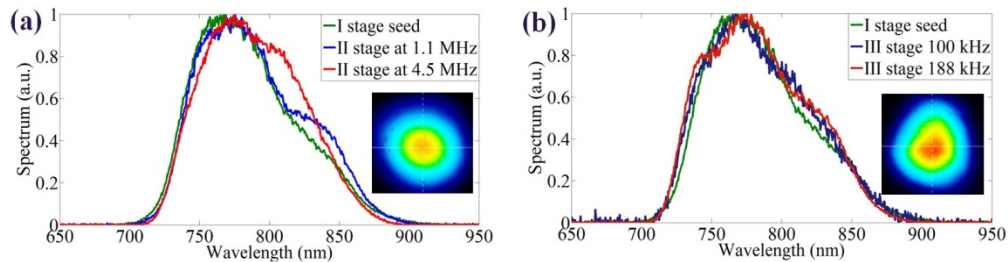 (a)
I stage seed
II stage at 1.1 MHz
II stage at 4.5 MHz
Spectrum (a.u.)
1
0.8
0.6
0.4
0.2
0
650 700 750 800 850 900 950
Wavelength (nm)
(b)
I stage seed
III stage 100 kHz
III stage 188 kHz
Spectrum (a.u.)
1
0.8
0.6
0.4
0.2
0
650 700 750 800 850 900 950
Wavelength (nm)